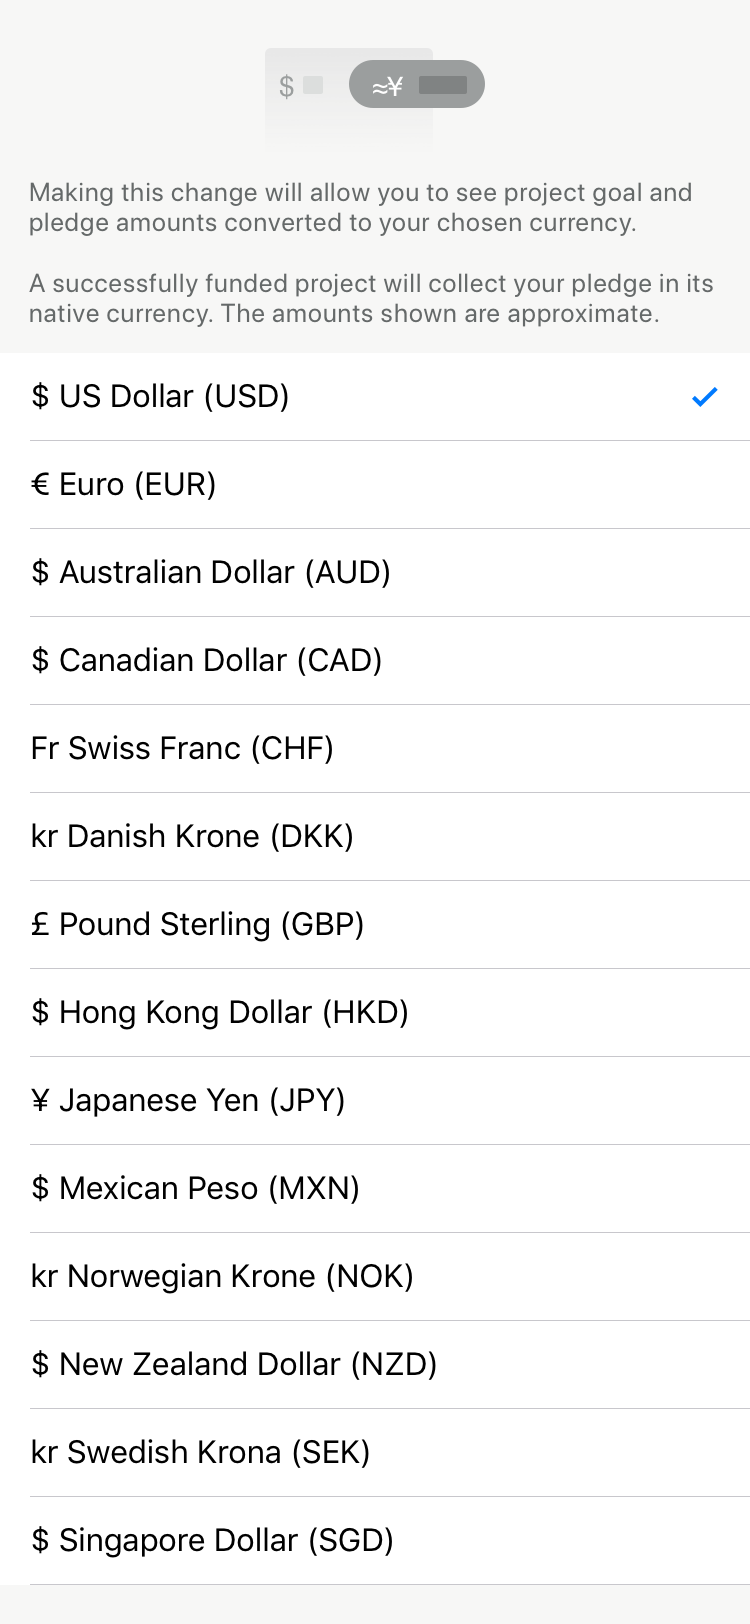 $ ≈¥
Making this change will allow you to see project goal and
pledge amounts converted to your chosen currency.
A successfully funded project will collect your pledge in its
native currency. The amounts shown are approximate.
$ US Dollar (USD)
€ Euro (EUR)
$ Australian Dollar (AUD)
$ Canadian Dollar (CAD)
Fr Swiss Franc (CHF)
kr Danish Krone (DKK)
£ Pound Sterling (GBP)
$ Hong Kong Dollar (HKD)
¥ Japanese Yen (JPY)
$ Mexican Peso (MXN)
kr Norwegian Krone (NOK)
$ New Zealand Dollar (NZD)
kr Swedish Krona (SEK)
$ Singapore Dollar (SGD)